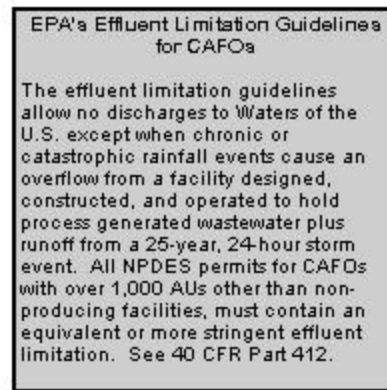 EPA's Effluent Limitation Guidelines
for CAFOs
The effluent limitation guidelines
allow no discharges to Waters of the
U.S. except when chronic or
catastrophic rainfall events cause an
overflow from a facility designed,
constructed, and operated to hold
process generated wastewater plus
runoff from a 25-year, 24-hour storm
event. All NPDES permits for CAFOs
with over 1,000 AUs other than non-
producing facilities, must contain an
equivalent or more stringent effluent
limitation. See 40 CFR Part 412.